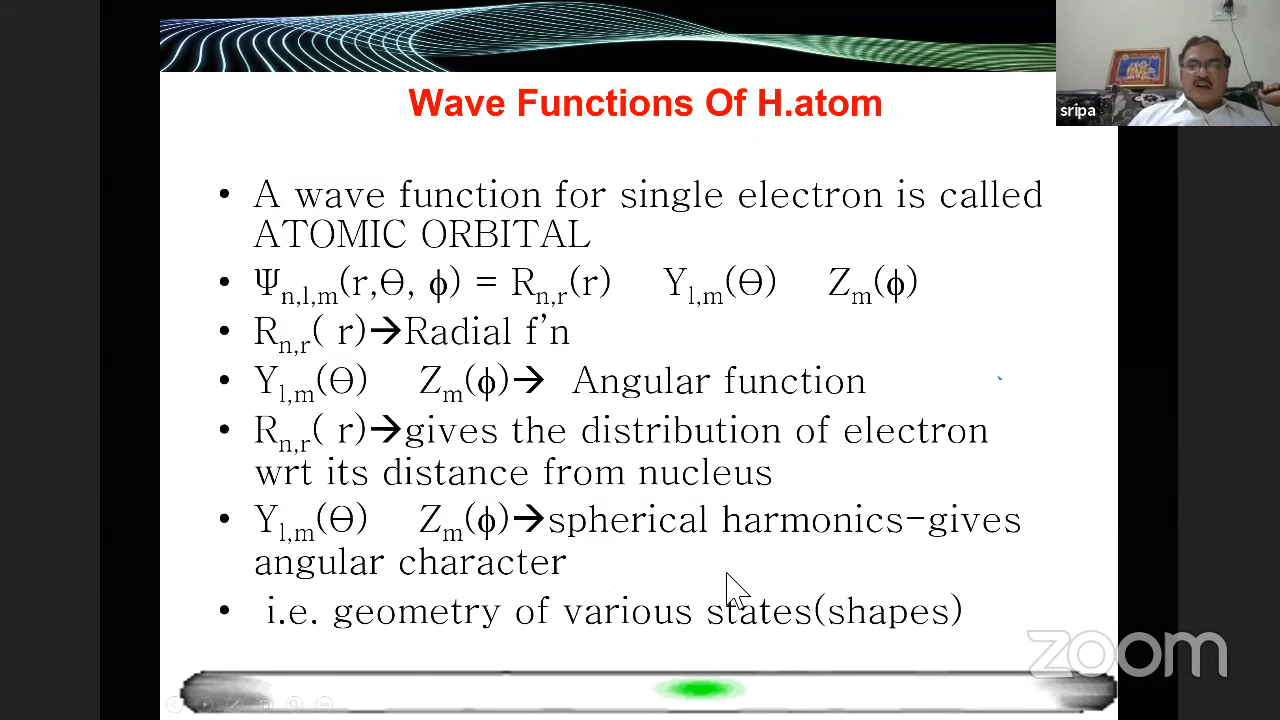 Wave Functions Of H.atom
sripa
• A wave function for single electron is called
ATOMIC ORBITAL
• Ψn,l,m(r,Θ, ϕ) = Rn,r(r) Yl,m(Θ) Zm(ϕ)
• Rn,r( r)→Radial f’n
• Yl,m(Θ) Zm(ϕ)→ Angular function
• Rn,r( r)→gives the distribution of electron
wrt its distance from nucleus
• Yl,m(Θ) Zm(ϕ)→spherical harmonics-gives
angular character
• i.e. geometry of various states(shapes)
zoom